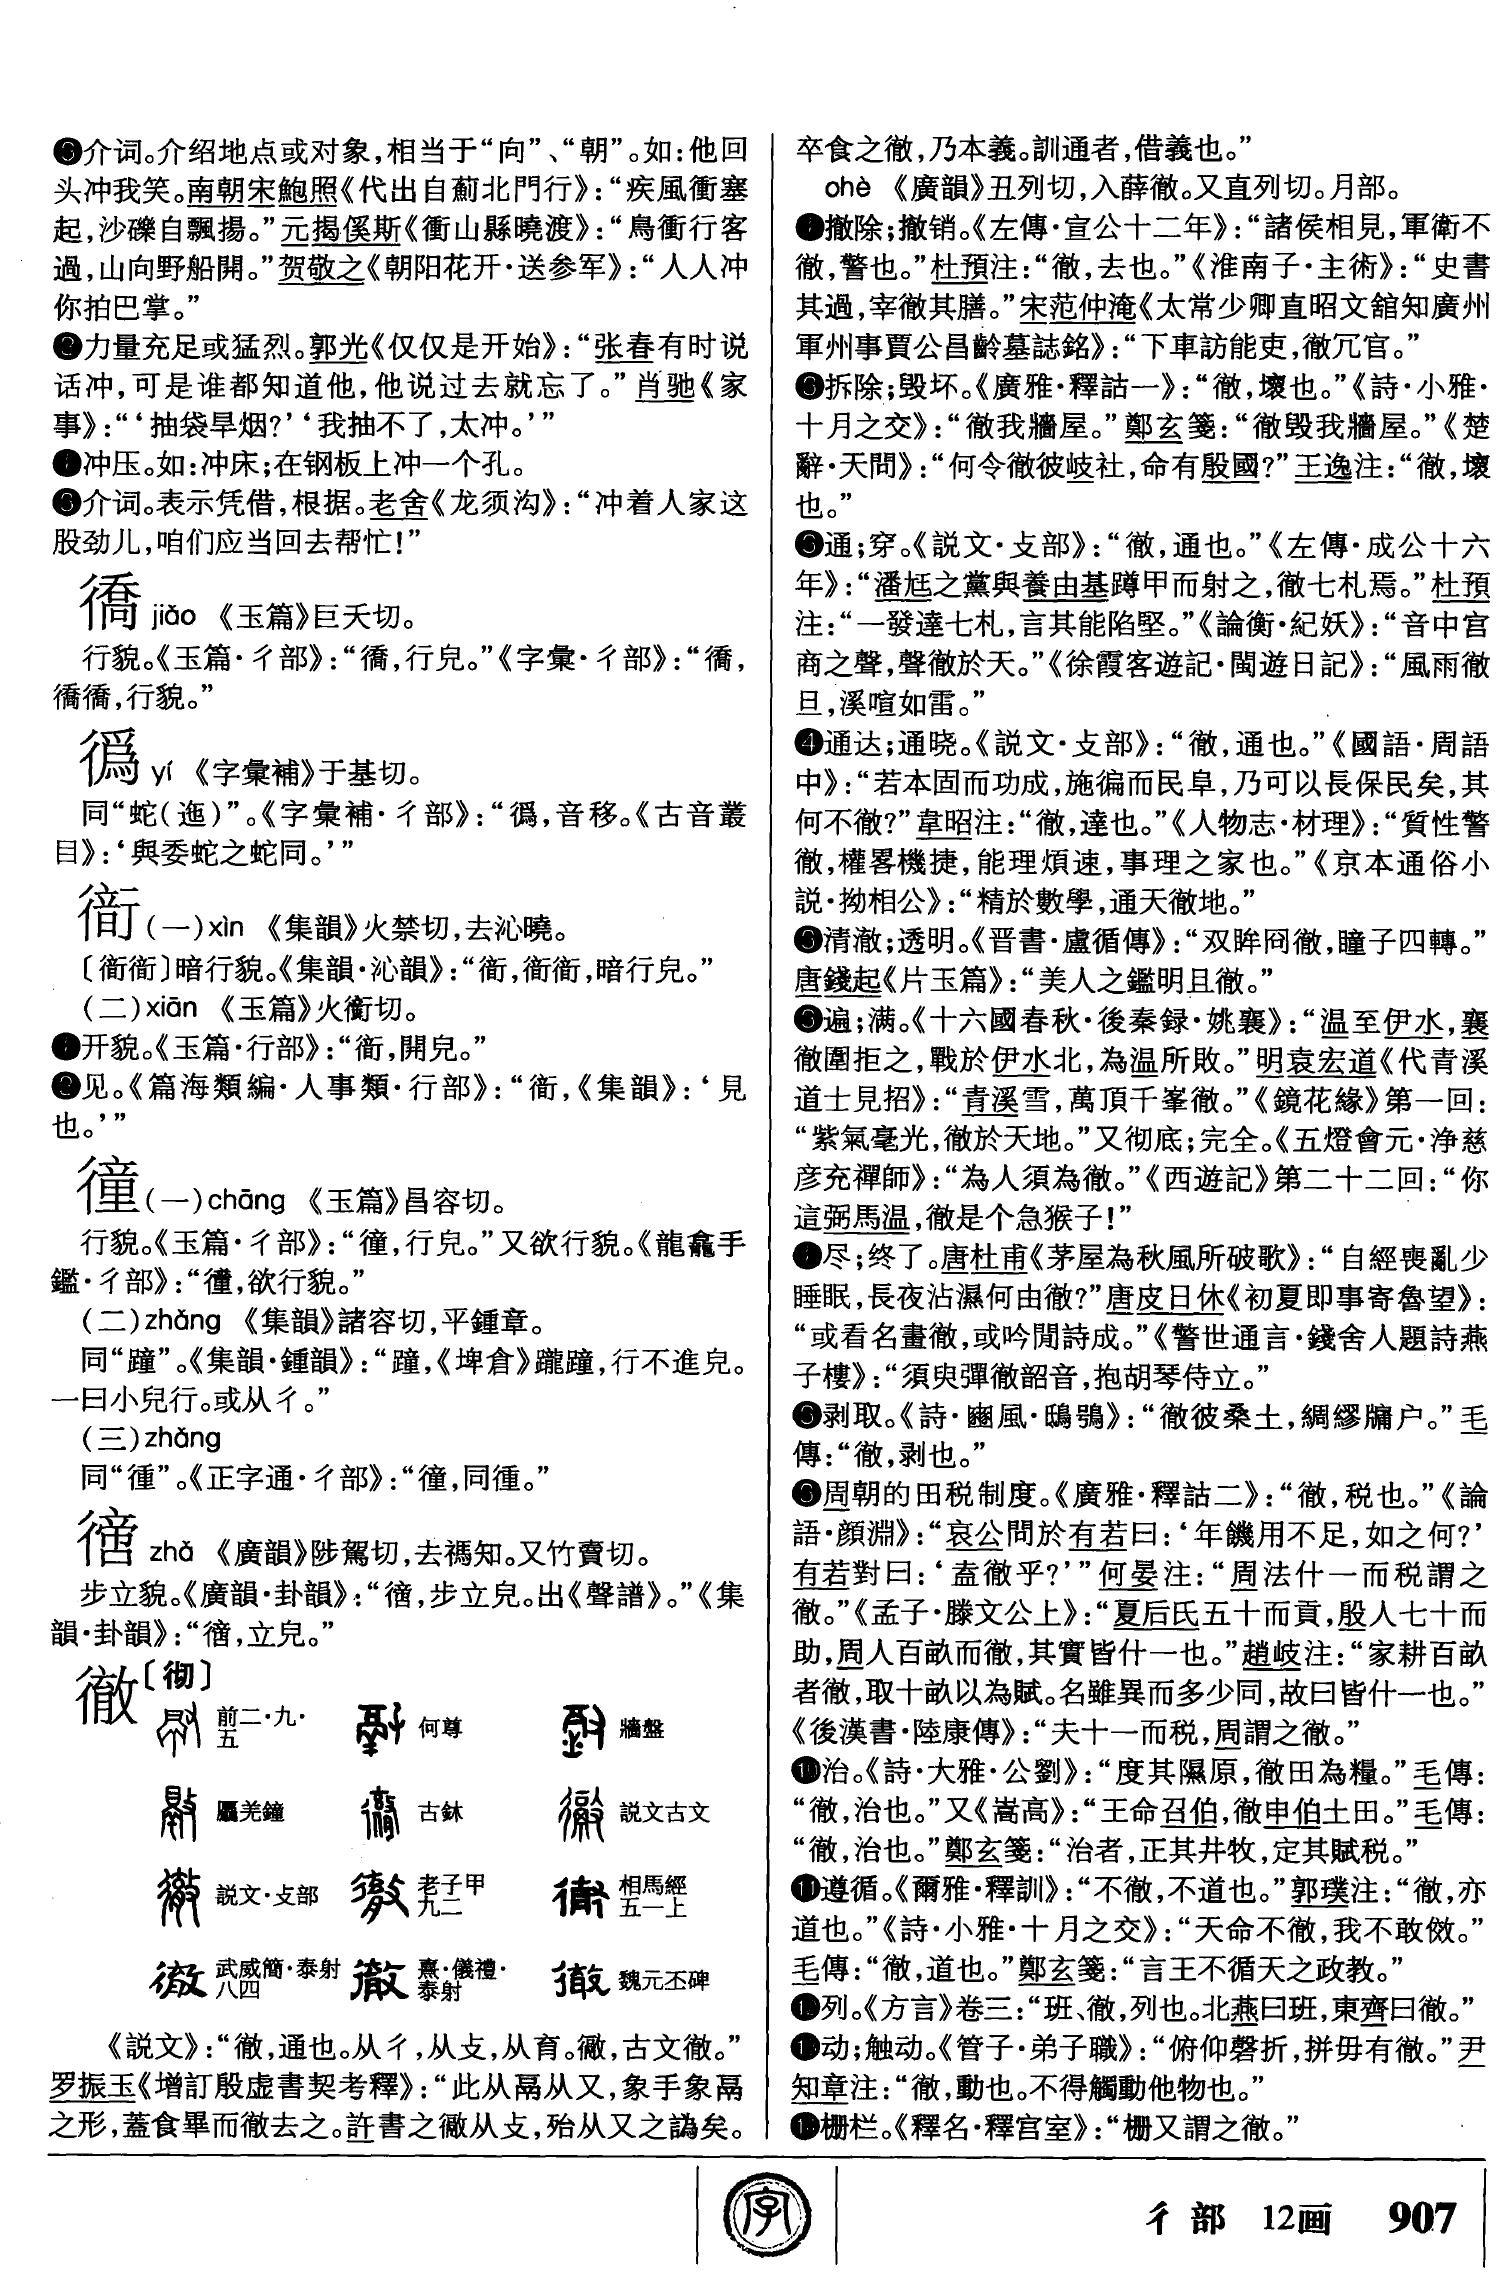 介词。介绍地点或对象,相当于“向”、“朝”。如:他回
头冲我笑。南朝宋鮑照《代出自薊北門行》:“疾風衝塞
起,沙礫自飄揚。”元揭傒斯《衝山縣曉渡》:“鳥衝行客
過,山向野船開。”贺敬之《朝阳花开·送参军》:“人人冲
你拍巴掌。”
❷力量充足或猛烈。郭光《仅仅是开始》:“张春有时说
话冲,可是谁都知道他,他说过去就忘了。”肖驰《家
事》:“‘抽袋旱烟?’‘我抽不了,太冲。’”
冲压。如:冲床;在钢板上冲一个孔。
❸介词。表示凭借,根据。老舍《龙须沟》:“冲着人家这
股劲儿,咱们应当回去帮忙!”
㣦 jiǎo 《玉篇》巨夭切。
行貌。《玉篇·彳部》:“㣦,行皃。”《字彙·彳部》:“㣦,
㣦㣦,行貌。”
yí 《字彙補》于基切。
同“蛇(迤)”。《字彙補·彳部》:“,音移。《古音叢
目》:‘與委蛇之蛇同。’”
(一)xìn 《集韻》火禁切,去沁曉。
〔〕暗行貌。《集韻·沁韻》:“,,暗行皃。”
(二)xiān 《玉篇》火衡切。
❶开貌。《玉篇·行部》:“,開皃。”
❷见。《篇海類編·人事類·行部》:“,《集韻》:‘見
也。’”
㣫(一)chāng 《玉篇》昌容切。
行貌。《玉篇·彳部》:“㣫,行皃。”又欲行貌。《龍龕手
鑑·彳部》:“㣫,欲行貌。”
(二)zhǎng 《集韻》諸容切,平鍾章。
同“蹱”。《集韻·鍾韻》:“蹱,《埤倉》躘蹱,行不進皃。
一曰小兒行。或从彳。”
(三)zhǎng
同“徸”。《正字通·彳部》:“㣫,同徸。”
zhǎ 《廣韻》陟駕切,去禡知。又竹賣切。
步立貌。《廣韻·卦韻》:“,步立皃。出《聲譜》。”《集
韻·卦韻》:“,立皃。”
徹〔彻〕
前二·九·五 何尊 牆盤
羌鐘 古鉥 説文古文
説文·攴部 老子甲九二 相馬經五一上
武威簡·泰射八四 熹·儀禮·泰射 魏元丕碑
《説文》:“徹,通也。从彳,从攴,从育。㣿,古文徹。”
罗振玉《增訂殷虚書契考釋》:“此从鬲从又,象手象鬲
之形,蓋食畢而徹去之。許書之㣿从攴,殆从又之譌矣。
卒食之徹,乃本義。訓通者,借義也。”
ohè 《廣韻》丑列切,入薛徹。又直列切。月部。
❶撤除;撤销。《左傳·宣公十二年》:“諸侯相見,軍衛不
徹,警也。”杜預注:“徹,去也。”《淮南子·主術》:“史書
其過,宰徹其膳。”宋范仲淹《太常少卿直昭文舘知廣州
軍州事賈公昌齡墓誌銘》:“下車訪能吏,徹冗官。”
拆除;毁坏。《廣雅·釋詁一》:“徹,壞也。”《詩·小雅·
十月之交》:“徹我牆屋。”鄭玄箋:“徹毁我牆屋。”《楚
辭·天問》:“何令徹彼岐社,命有殷國?”王逸注:“徹,壞
也。”
❸通;穿。《説文·攴部》:“徹,通也。”《左傳·成公十六
年》:“潘尪之黨與養由基蹲甲而射之,徹七札焉。”杜預
注:“一發達七札,言其能陷堅。”《論衡·紀妖》:“音中宫
商之聲,聲徹於天。”《徐霞客遊記·閩遊日記》:“風雨徹
旦,溪喧如雷。”
❹通达;通晓。《説文·攴部》:“徹,通也。”《國語·周語
中》:“若本固而功成,施徧而民阜,乃可以長保民矣,其
何不徹?”韋昭注:“徹,達也。”《人物志·材理》:“質性警
徹,權畧機捷,能理煩速,事理之家也。”《京本通俗小
説·拗相公》:“精於數學,通天徹地。”
❺清澈;透明。《晋書·盧循傳》:“双眸冏徹,瞳子四轉。”
唐錢起《片玉篇》:“美人之鑑明且徹。”
遍;满。《十六國春秋·後秦録·姚襄》:“温至伊水,襄
徹圍拒之,戰於伊水北,為温所敗。”明袁宏道《代青溪
道士見招》:“青溪雪,萬頂千峯徹。”《鏡花緣》第一回:
“紫氣毫光,徹於天地。”又彻底;完全。《五燈會元·净慈
彦充禪師》:“為人須為徹。”《西遊記》第二十二回:“你
這弼馬温,徹是个急猴子!”
尽;终了。唐杜甫《茅屋為秋風所破歌》:“自經喪亂少
睡眠,長夜沾濕何由徹?”唐皮日休《初夏即事寄魯望》:
“或看名畫徹,或吟閒詩成。”《警世通言·錢舍人題詩燕
子樓》:“須臾彈徹韶音,抱胡琴侍立。”
剥取。《詩·豳風·鴟鴞》:“徹彼桑土,綢繆牖户。”毛
傳:“徹,剥也。”
周朝的田税制度。《廣雅·釋詁二》:“徹,税也。”《論
語·顔淵》:“哀公問於有若曰:‘年饑用不足,如之何?’
有若對曰:‘盍徹乎?’”何晏注:“周法什一而税謂之
徹。”《孟子·滕文公上》:“夏后氏五十而貢,殷人七十而
助,周人百畝而徹,其實皆什一也。”趙岐注:“家耕百畝
者徹,取十畝以為賦。名雖異而多少同,故曰皆什一也。”
《後漢書·陸康傳》:“夫十一而税,周謂之徹。”
治。《詩·大雅·公劉》:“度其隰原,徹田為糧。”毛傳:
“徹,治也。”又《嵩高》:“王命召伯,徹申伯土田。”毛傳:
“徹,治也。”鄭玄箋:“治者,正其井牧,定其賦税。”
⓫遵循。《爾雅·釋訓》:“不徹,不道也。”郭璞注:“徹,亦
道也。”《詩·小雅·十月之交》:“天命不徹,我不敢傚。”
毛傳:“徹,道也。”鄭玄箋:“言王不循天之政教。”
列。《方言》卷三:“班、徹,列也。北燕曰班,東齊曰徹。”
动;触动。《管子·弟子職》:“俯仰磬折,拼毋有徹。”尹
知章注:“徹,動也。不得觸動他物也。”
栅栏。《釋名·釋宫室》:“栅又謂之徹。”
字
彳部 12画 907